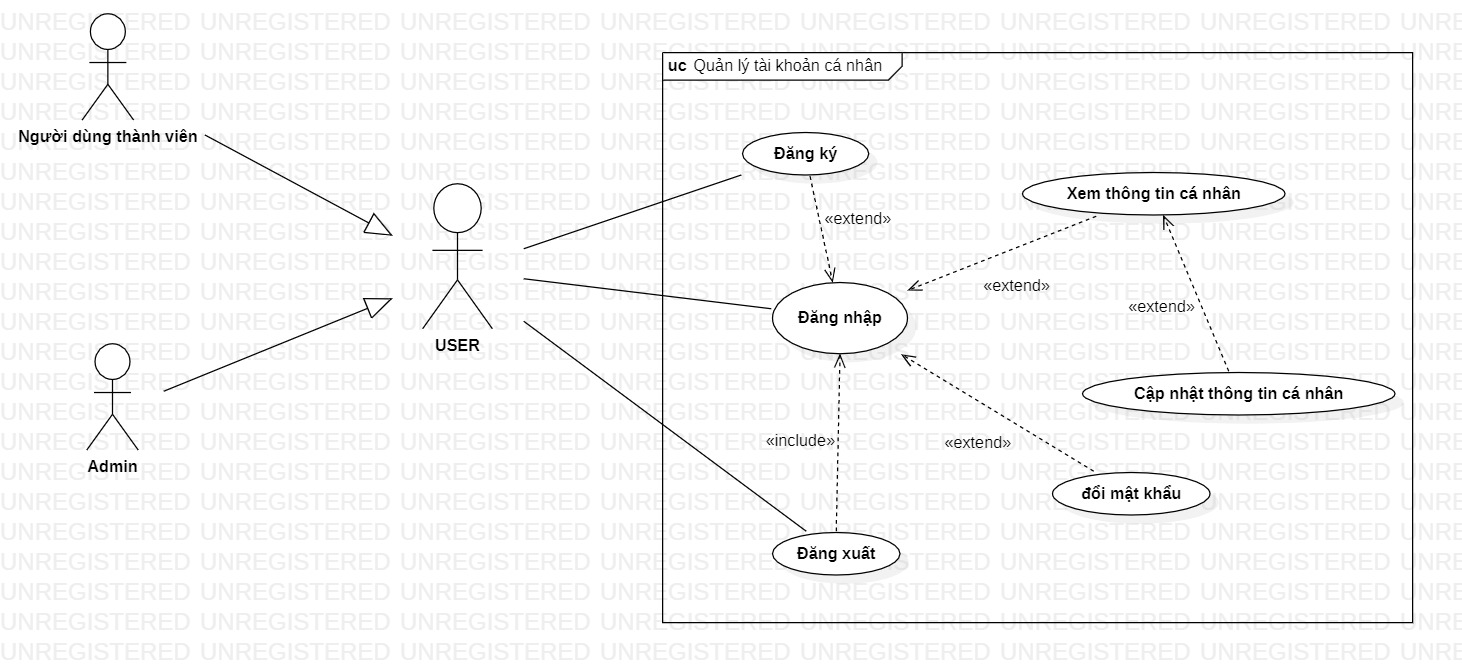 uc Quản lý tài khoản cá nhân
Người dùng thành viên
Đăng ký
Xem thông tin cá nhân
«extend»
«extend»
«extend»
Đăng nhập
USER
Cập nhật thông tin cá nhân
«include»
«extend»
Admin
đổi mật khẩu
Đăng xuất
UNREGISTERED